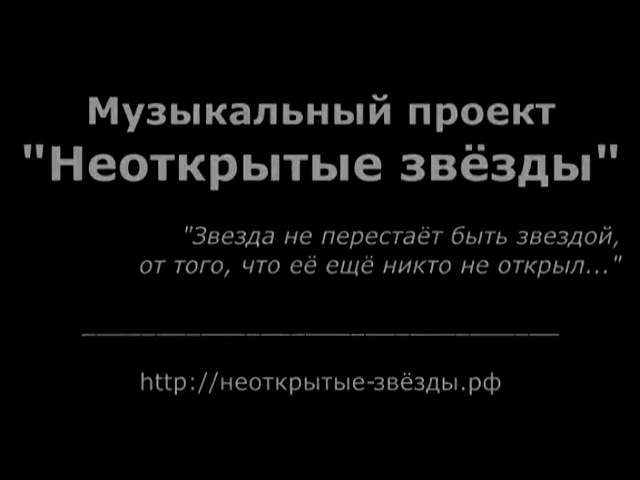 Музыкальный проект
"Неоткрытые звёзды"
"Звезда не перестаёт быть звездой,
от того, что её ещё никто не открыл..."
http://неоткрытые-звёзды.рф